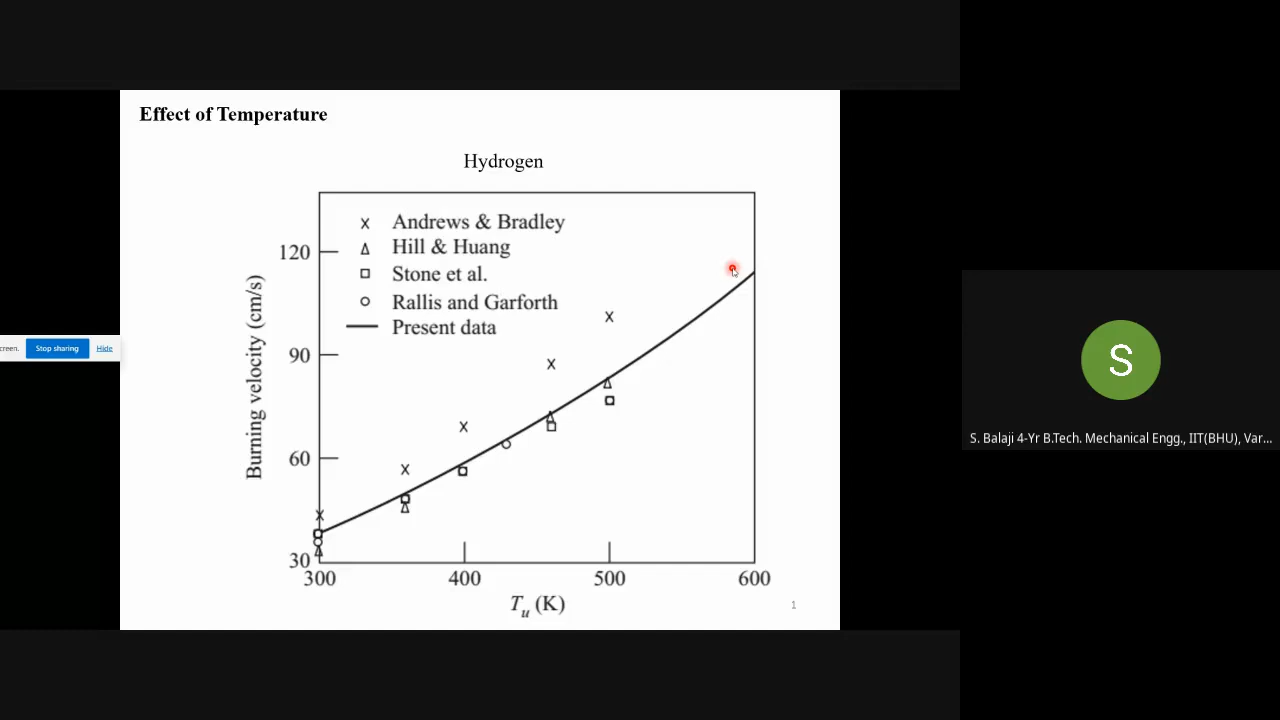 Effect of Temperature
Hydrogen
Andrews & Bradley
Hill & Huang
Stone et al.
Rallis and Garforth
Present data
120
90
60
30
Burning velocity (cm/s)
300 400 500 600
Tu (K)
1
creen. Stop sharing Hide
S
S. Balaji 4-Yr B.Tech. Mechanical Engg., IIT(BHU), Var...